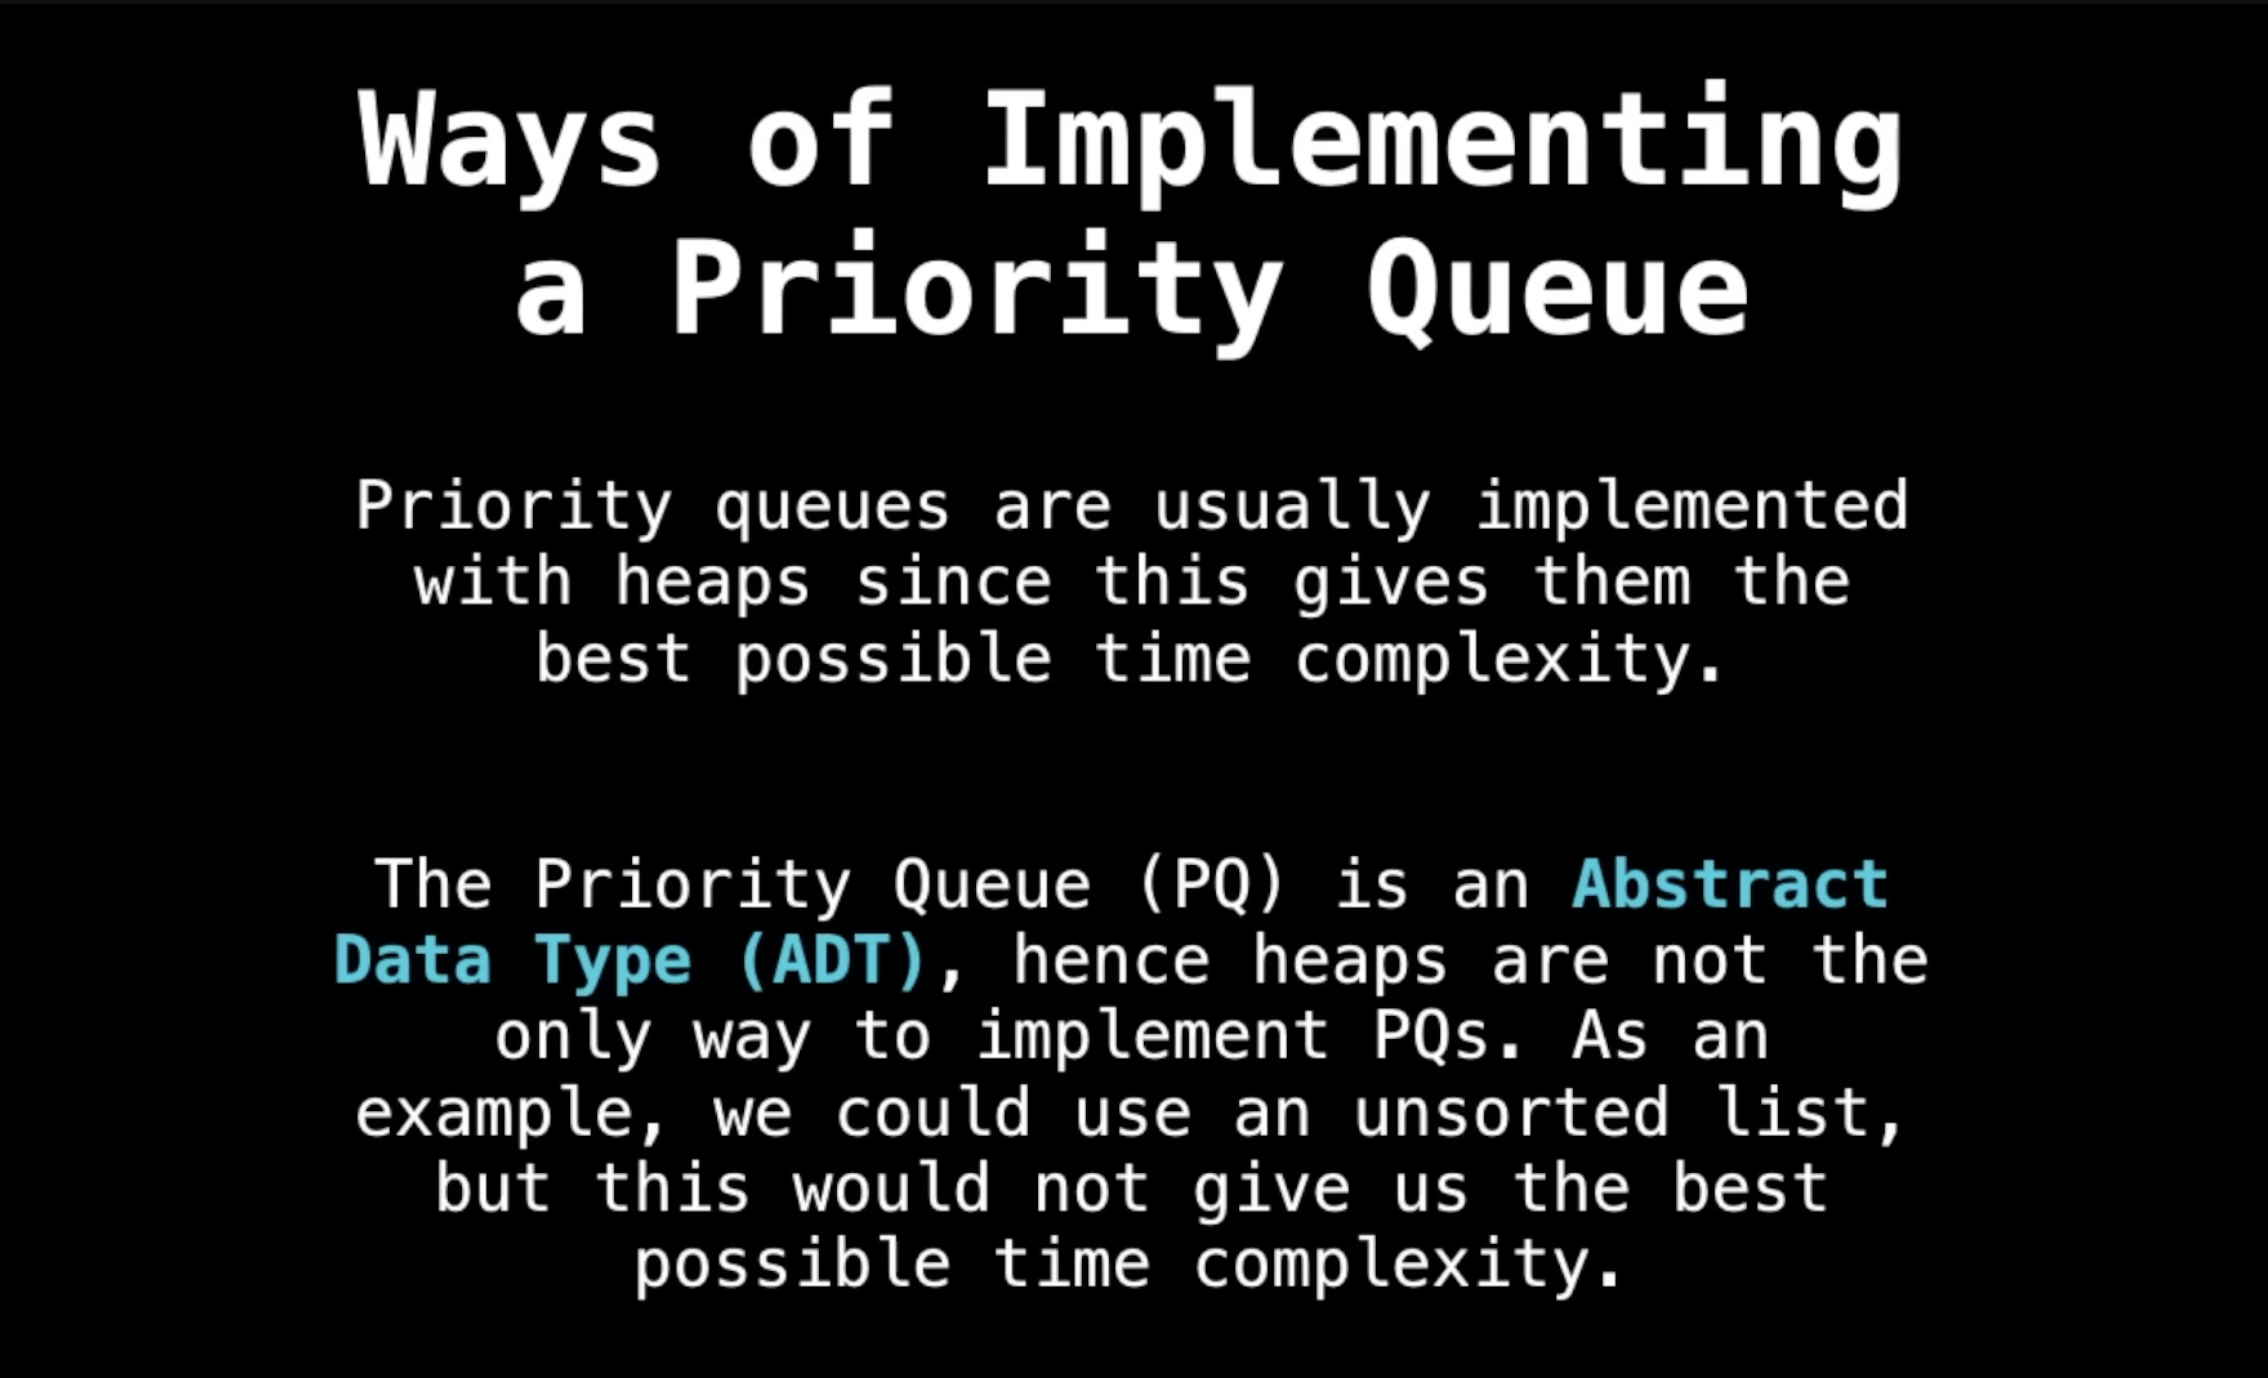 Ways of Implementing
a Priority Queue
Priority queues are usually implemented
with heaps since this gives them the
best possible time complexity.
The Priority Queue (PQ) is an Abstract
Data Type (ADT), hence heaps are not the
only way to implement PQs. As an
example, we could use an unsorted list,
but this would not give us the best
possible time complexity.